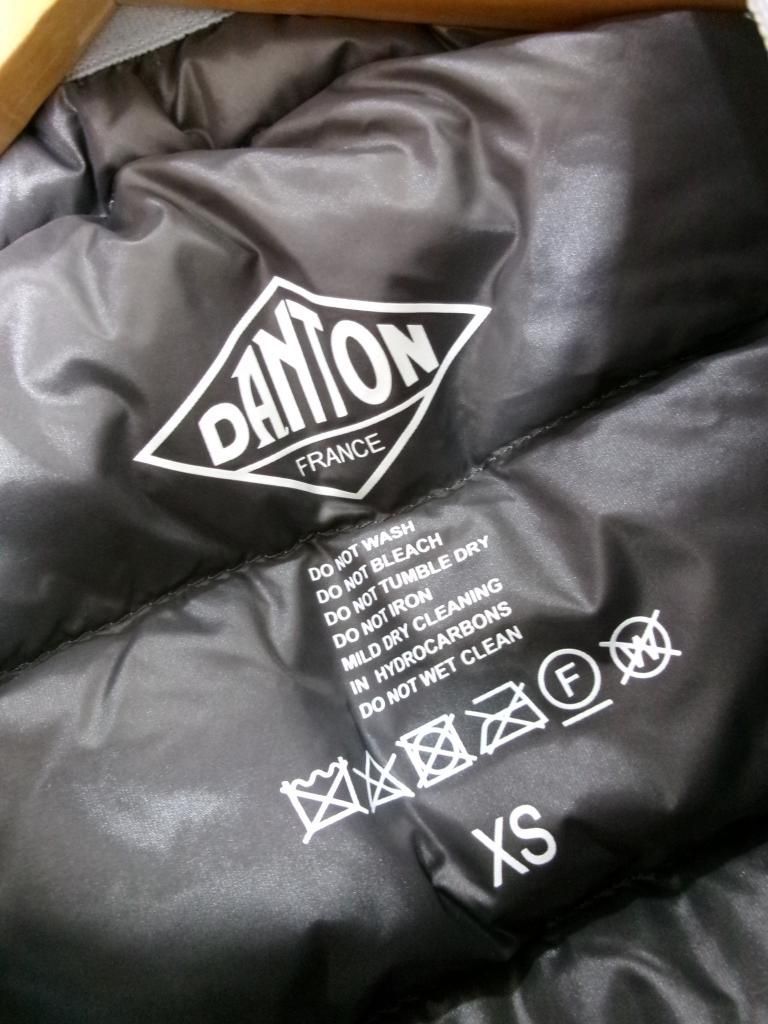 DANTON
FRANCE
DO NOT WASH
DO NOT BLEACH
DO NOT TUMBLE DRY
DO NOT IRON
MILD DRY CLEANING
IN HYDROCARBONS
DO NOT WET CLEAN
F W
XS